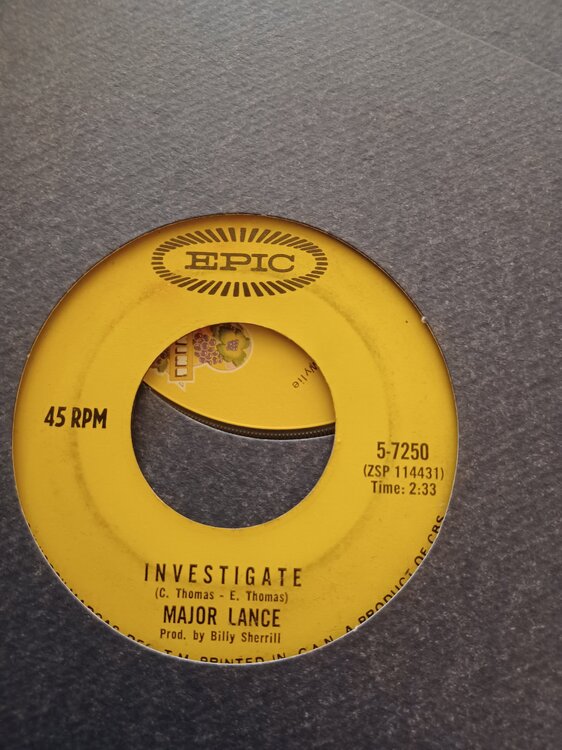 EPIC
Wylie
45 RPM
5-7250
(ZSP 114431)
Time: 2:33
INVESTIGATE
(C. Thomas - E. Thomas)
MAJOR LANCE
Prod. by Billy Sherrill
T.M. PRINTED IN CAN. A PRODUCT OF CBS